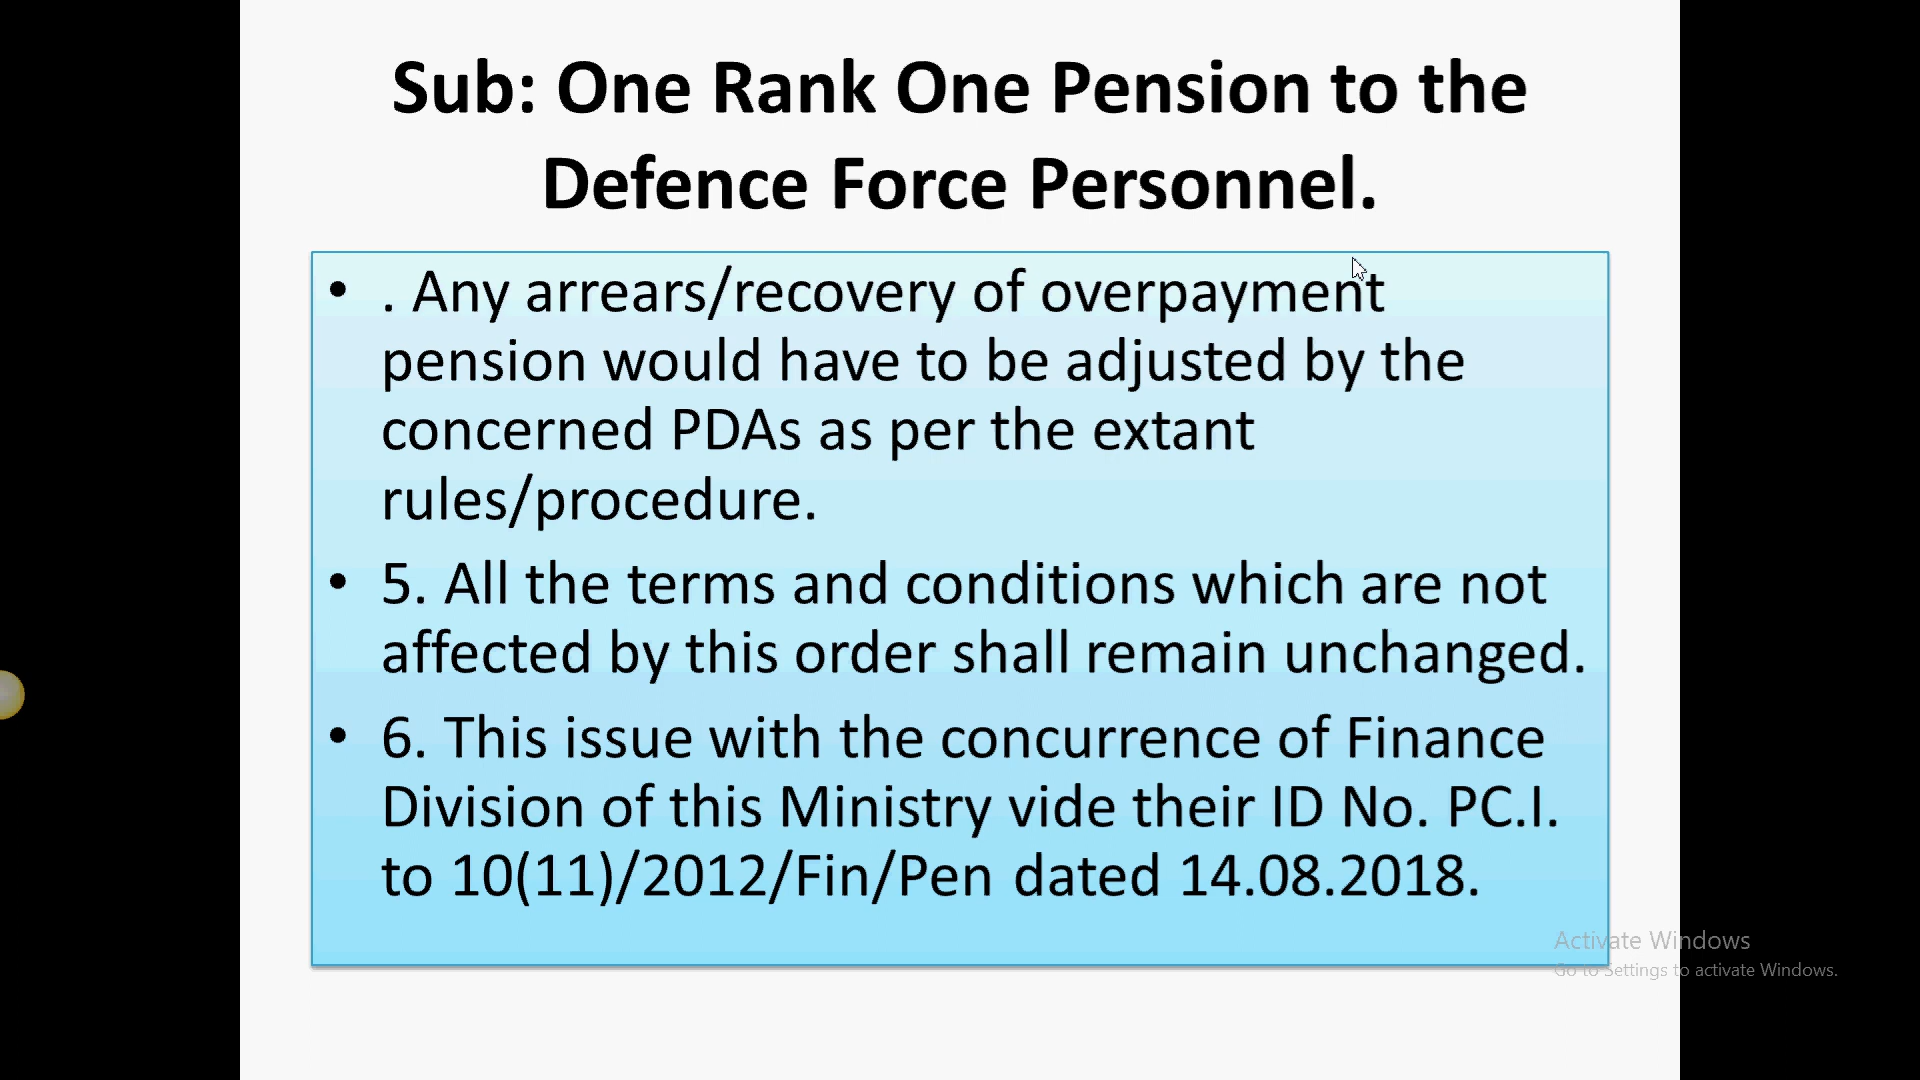 Sub: One Rank One Pension to the
Defence Force Personnel.
• . Any arrears/recovery of overpayment
pension would have to be adjusted by the
concerned PDAs as per the extant
rules/procedure.
• 5. All the terms and conditions which are not
affected by this order shall remain unchanged.
• 6. This issue with the concurrence of Finance
Division of this Ministry vide their ID No. PC.I.
to 10(11)/2012/Fin/Pen dated 14.08.2018.
Activate Windows
Go to Settings to activate Windows.